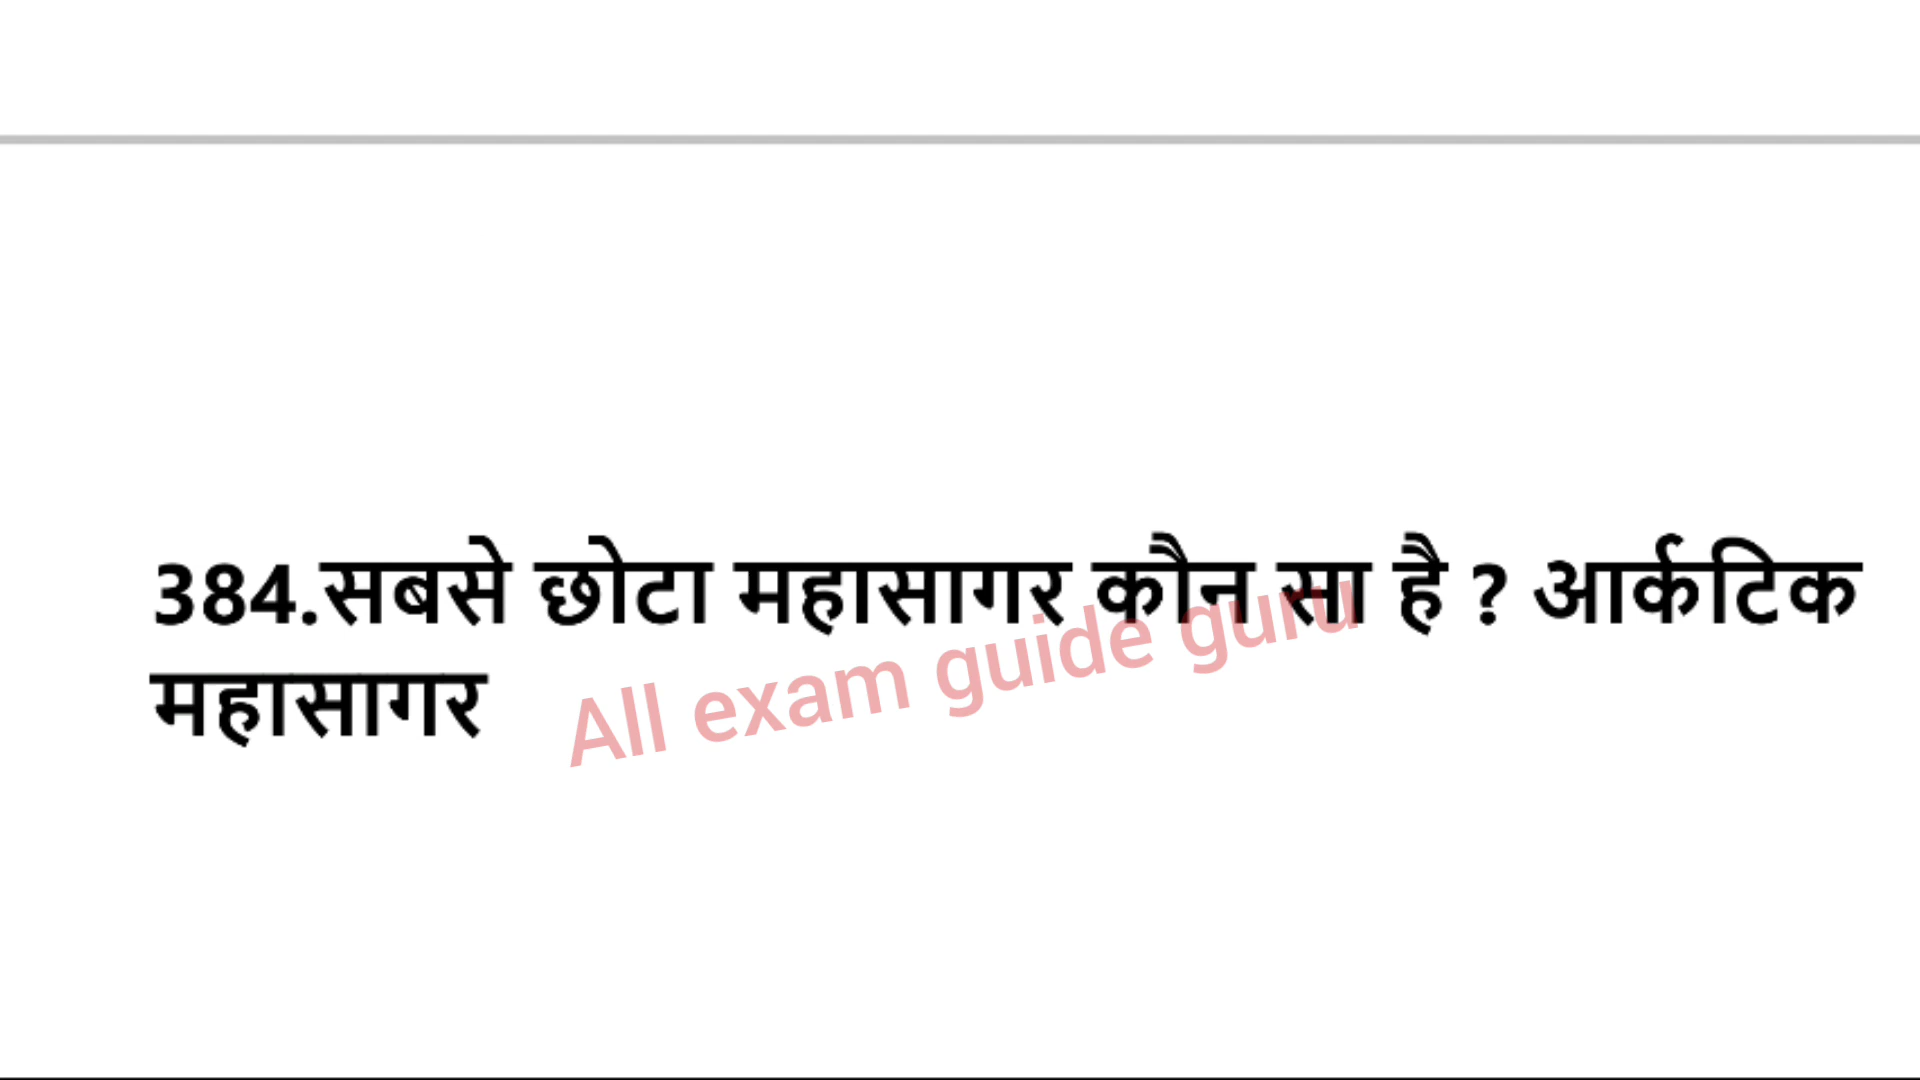 384.सबसे छोटा महासागर कौन सा है ? आर्कटिक
महासागर
All exam guide guru